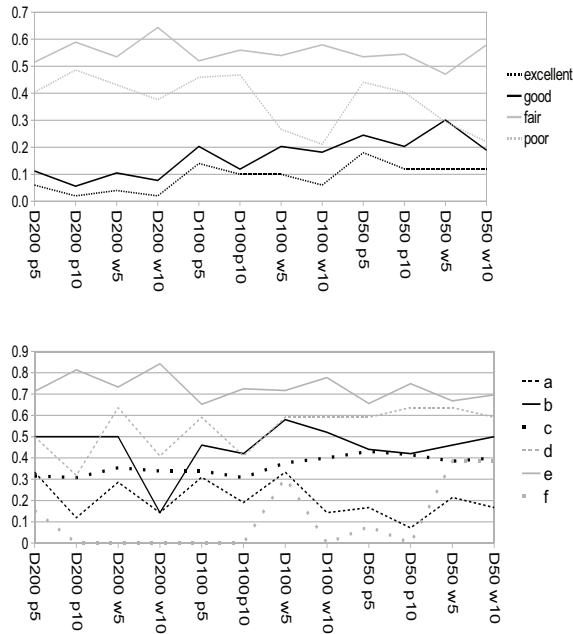 0.7
0.6
0.5
0.4
0.3
0.2
0.1
0.0
excellent
good
fair
poor
D200 p5
D200 p10
D200 w5
D200 w10
D100 p5
D100p10
D100 w5
D100 w10
D50 p5
D50 p10
D50 w5
D50 w10
0.9
0.8
0.7
0.6
0.5
0.4
0.3
0.2
0.1
0
a
b
c
d
e
f
D200 p5
D200 p10
D200 w5
D200 w10
D100 p5
D100p10
D100 w5
D100 w10
D50 p5
D50 p10
D50 w5
D50 w10